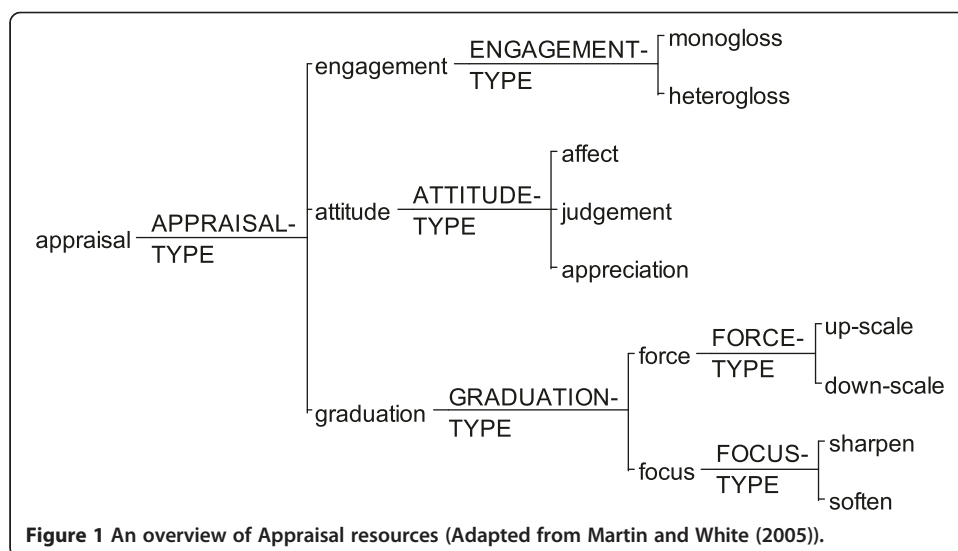 monogloss
engagement ENGAGEMENT-
TYPE
heterogloss
affect
attitude ATTITUDE-
TYPE
judgement
appreciation
appraisal APPRAISAL-
TYPE
up-scale
force FORCE-
TYPE
down-scale
graduation GRADUATION-
TYPE
sharpen
focus FOCUS-
TYPE
soften
Figure 1 An overview of Appraisal resources (Adapted from Martin and White (2005)).